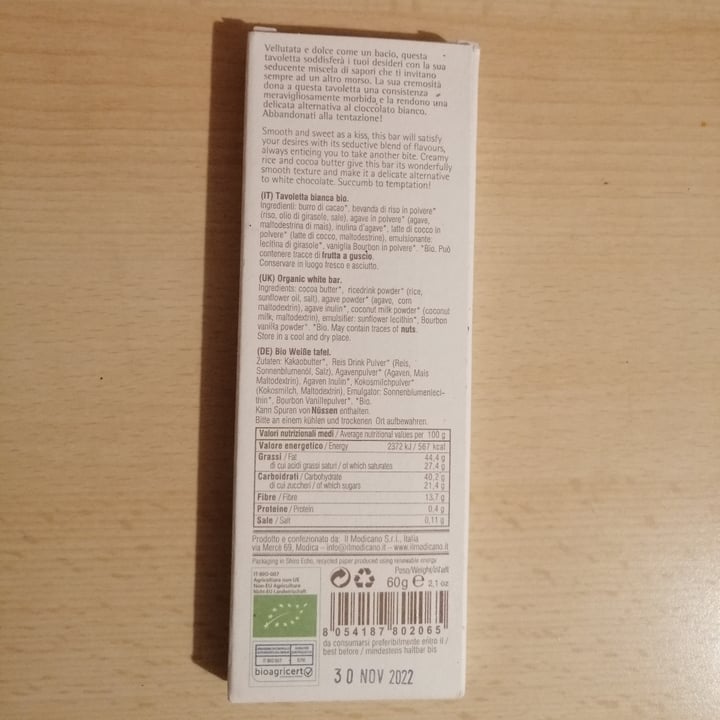 Vellutata e dolce come un bacio, questa
tavoletta soddisferà i tuoi desideri con la sua
seducente miscela di sapori che ti invitano
sempre ad un altro morso. La sua cremosità
dona a questa tavoletta una consistenza
meravigliosamente morbida e la rendono una
delicata alternativa al cioccolato bianco.
Abbandonati alla tentazione!
Smooth and sweet as a kiss, this bar will satisfy
your desires with its seductive blend of flavours,
always enticing you to take another bite. Creamy
rice and cocoa butter give this bar its wonderfully
smooth texture and make it a delicate alternative
to white chocolate. Succumb to temptation!
(IT) Tavoletta bianca bio.
Ingredienti: burro di cacao*, bevanda di riso in polvere*
(riso, olio di girasole, sale), agave in polvere* (agave,
maltodestrina di mais), inulina d'agave*, latte di cocco in
polvere* (latte di cocco, maltodestrine), emulsionante:
lecitina di girasole*, vaniglia Bourbon in polvere*. *Bio. Può
contenere tracce di frutta a guscio.
Conservare in luogo fresco e asciutto.
(UK) Organic white bar.
Ingredients: cocoa butter*, ricedrink powder* (rice,
sunflower oil, salt), agave powder* (agave, corn
maltodextrin), agave inulin*, coconut milk powder* (coconut
milk, maltodextrin), emulsifier: sunflower lecithin*, Bourbon
vanilla powder*. *Bio. May contain traces of nuts.
Store in a cool and dry place.
(DE) Bio Weiße tafel.
Zutaten: Kakaobutter*, Reis Drink Pulver* (Reis,
Sonnenblumenöl, Salz), Agavenpulver* (Agaven, Mais
Maltodextrin), Agaven Inulin*, Kokosmilchpulver*
(Kokosmilch, Maltodextrin), Emulgator: Sonnenblumenleci-
thin*, Bourbon Vanillepulver*. *Bio.
Kann Spuren von Nüssen enthalten.
Bitte an einem kühlen und trockenen Ort aufbewahren.
Valori nutrizionali medi / Average nutritional values per 100 g
Valore energetico / Energy 2372 kJ / 567 kcal
Grassi / Fat 44,4 g
di cui acidi grassi saturi / of which saturates 27,4 g
Carboidrati / Carbohydrate 40,2 g
di cui zuccheri / of which sugars 21,4 g
Fibre / Fibre 13,7 g
Proteine / Protein 0,4 g
Sale / Salt 0,11 g
Prodotto e confezionato da: Il Modicano S.r.l., Italia
via Mercè 69, Modica – info@ilmodicano.it – www.ilmodicano.it
Packaging in Shiro Echo, recycled paper produced using renewable energy
IT-BIO-007
Agricoltura non UE
Non-EU Agriculture
Nicht-EU Landwirtschaft
Peso/Weight/Inhalt
60g e 2,1 oz
8 054187 802065
da consumarsi preferibilmente entro il /
best before / mindestens haltbar bis
bioagricert
30 NOV 2022